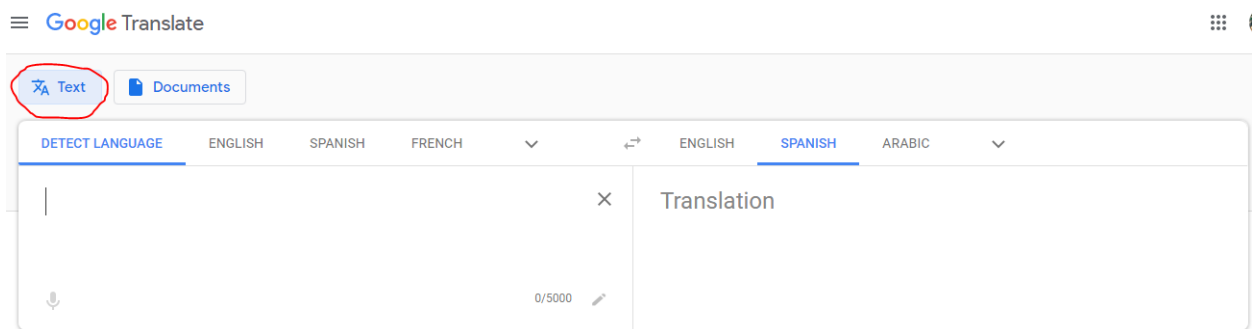 Google Translate
Text Documents
DETECT LANGUAGE ENGLISH SPANISH FRENCH ENGLISH SPANISH ARABIC
Translation
0/5000